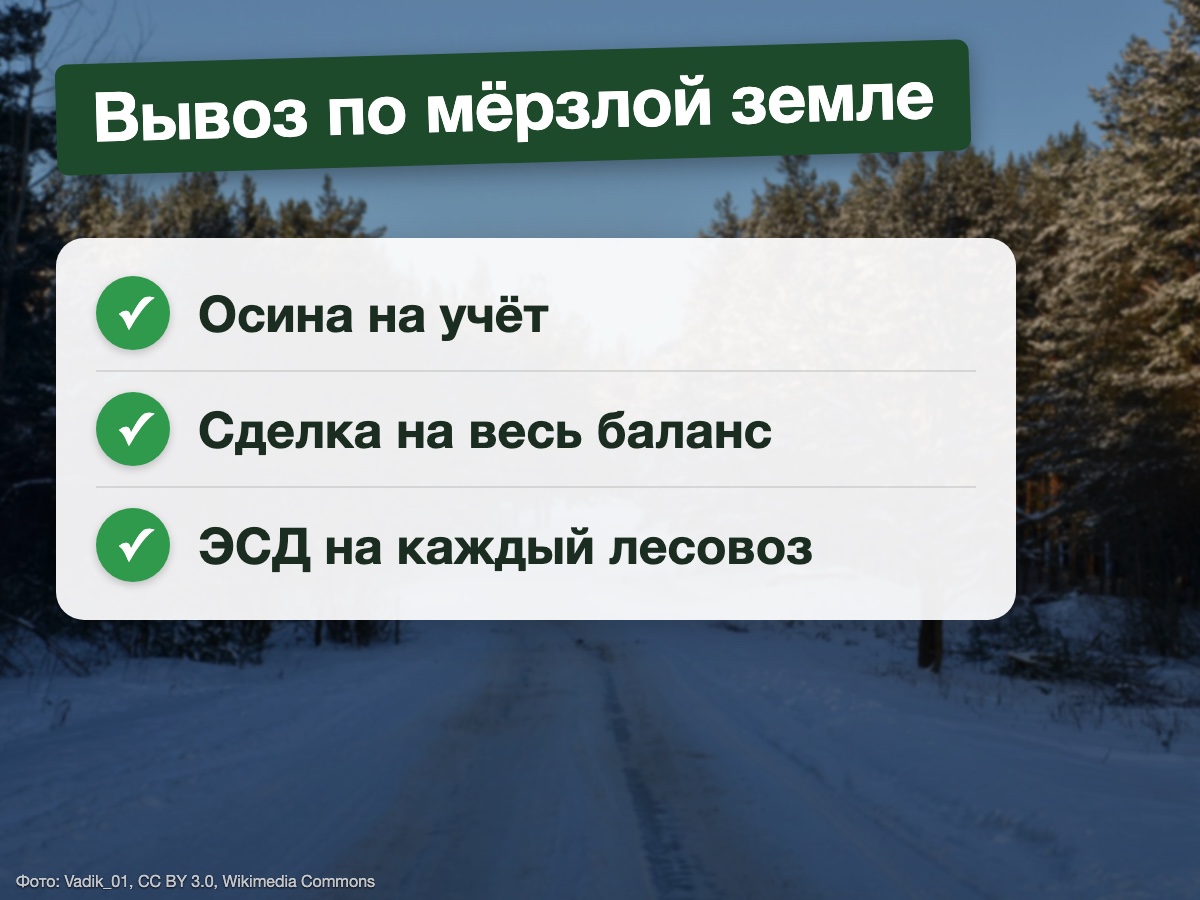 Вывоз по мёрзлой земле
Осина на учёт
Сделка на весь баланс
ЭСД на каждый лесовоз
Фото: Vadik_01, CC BY 3.0, Wikimedia Commons